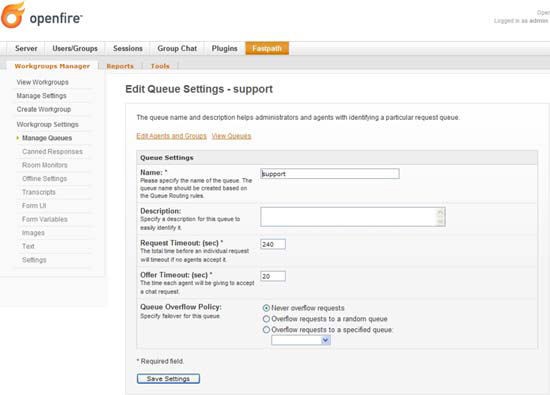 openfire™
Ope
Logged in as admin
Server Users/Groups Sessions Group Chat Plugins Fastpath
Workgroups Manager Reports Tools
View Workgroups
Manage Settings
Create Workgroup
Workgroup Settings
Manage Queues
Canned Responses
Room Monitors
Offline Settings
Transcripts
Form UI
Form Variables
Images
Text
Settings
Edit Queue Settings - support
The queue name and description helps administrators and agents with identifying a particular request queue.
Edit Agents and Groups View Queues
Queue Settings
Name: * support
Please specify the name of the queue. The
queue name should be created based on
the Queue Routing rules.
Description:
Specify a description for this queue to
easily identify it.
Request Timeout: (sec) * 240
The total time before an individual request
will timeout if no agents accept it.
Offer Timeout: (sec) * 20
The time each agent will be giving to accept
a chat request.
Queue Overflow Policy:
Specify failover for this queue.
Never overflow requests
Overflow requests to a random queue
Overflow requests to a specified queue:
* Required field.
Save Settings